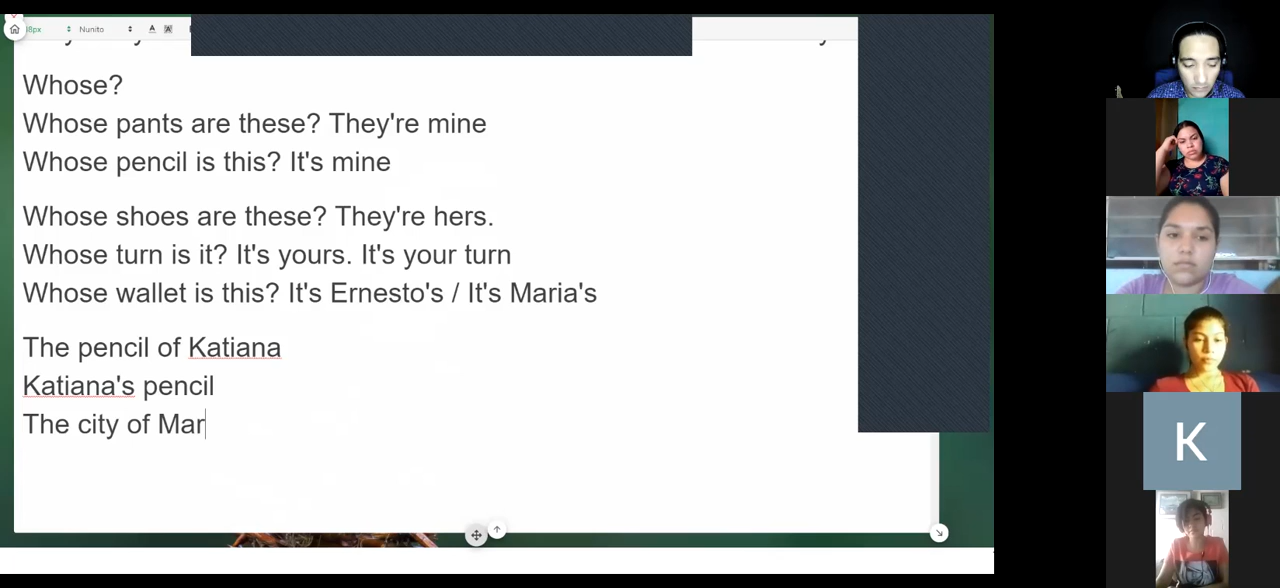 8px Nunito A A
Whose?
Whose pants are these? They're mine
Whose pencil is this? It's mine
Whose shoes are these? They're hers.
Whose turn is it? It's yours. It's your turn
Whose wallet is this? It's Ernesto's / It's Maria's
The pencil of Katiana
Katiana's pencil
The city of Mar
K